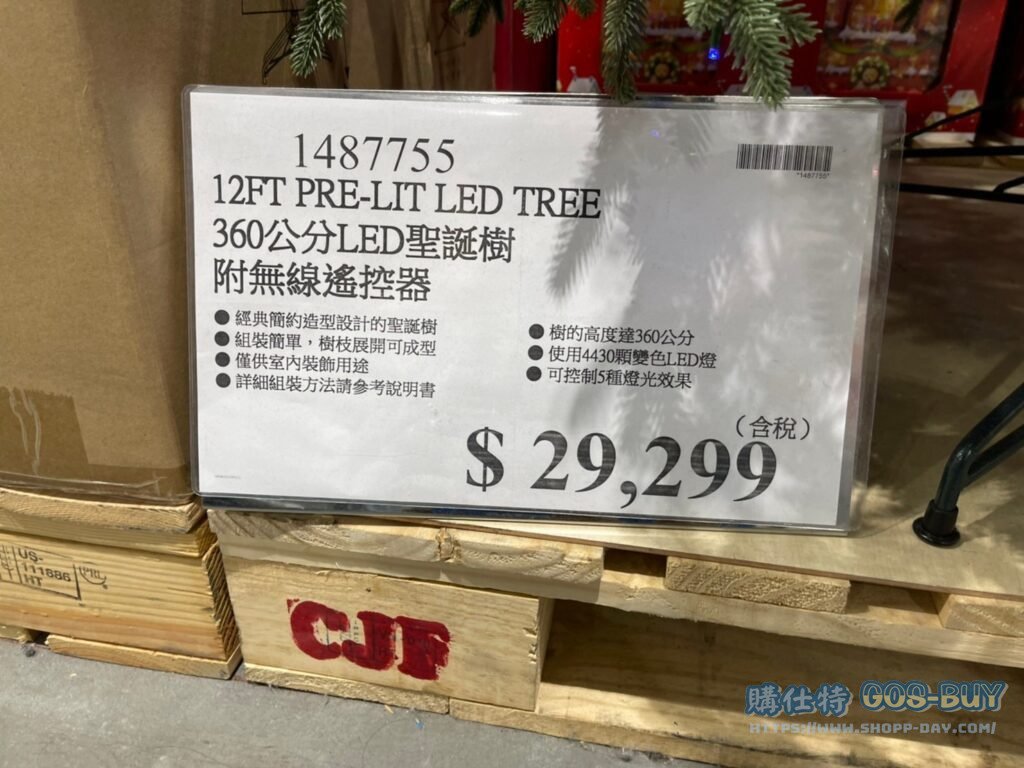 1487755
*1487755*
12FT PRE-LIT LED TREE
360公分LED聖誕樹
附無線遙控器
● 經典簡約造型設計的聖誕樹
● 組裝簡單，樹枝展開可成型
● 僅供室內裝飾用途
● 詳細組裝方法請參考說明書
● 樹的高度達360公分
● 使用4430顆變色LED燈
● 可控制5種燈光效果
（含稅）
$ 29,299
US-
111686
HT
CJF
購仕特 GOS-BUY
HTTPS://WWW.SHOPP-DAY.COM/